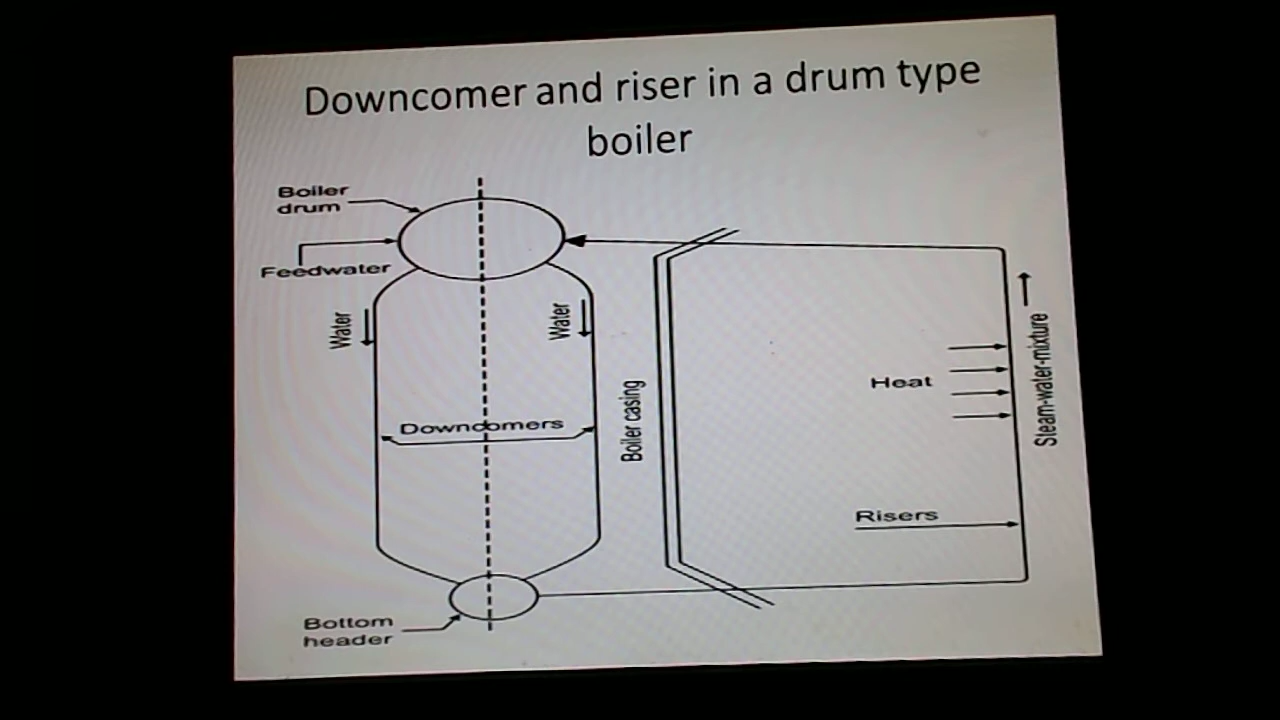 Downcomer and riser in a drum type
boiler
Boiler
drum
Feedwater
Water
Water
Downcomers
Boiler casing
Heat
Steam-water-mixture
Risers
Bottom
header